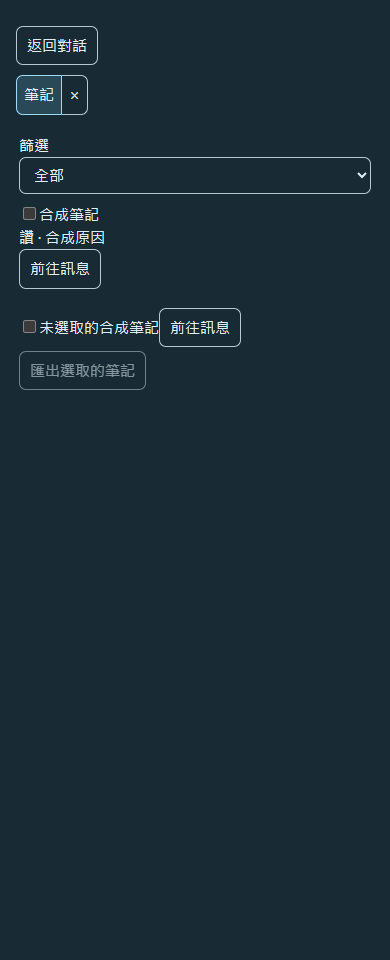 返回對話
筆記 ×
篩選
全部
合成筆記
讚 · 合成原因
前往訊息
未選取的合成筆記 前往訊息
匯出選取的筆記